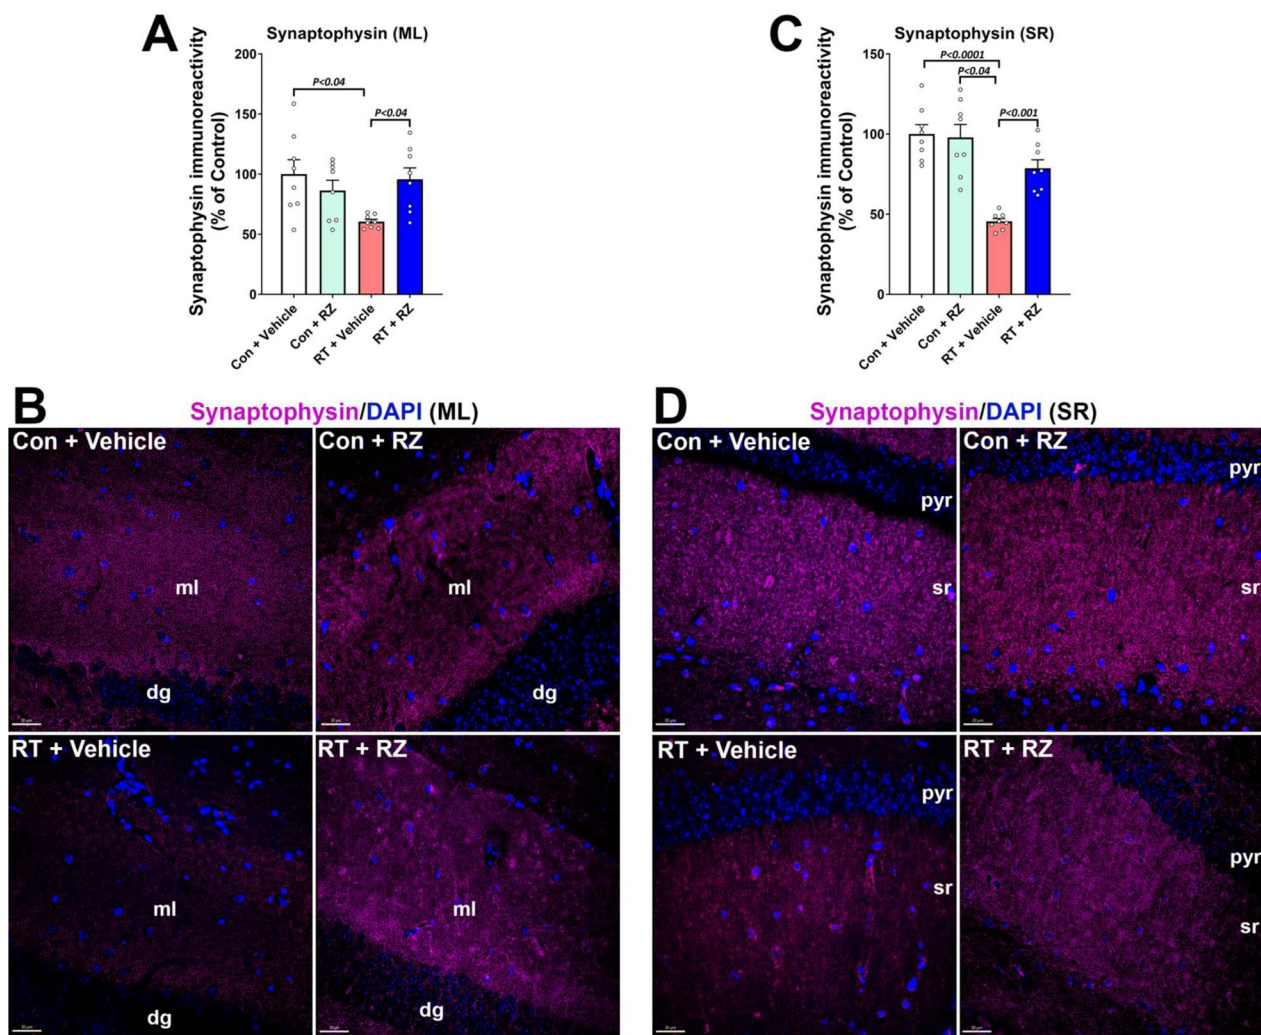 A
Synaptophysin (ML)
Synaptophysin immunoreactivity
(% of Control)
200
150
100
50
0
P<0.04
P<0.04
Con + Vehicle
Con + RZ
RT + Vehicle
RT + RZ
C
Synaptophysin (SR)
Synaptophysin immunoreactivity
(% of Control)
150
100
50
0
P<0.0001
P<0.04
P<0.001
Con + Vehicle
Con + RZ
RT + Vehicle
RT + RZ
B
Synaptophysin/DAPI (ML)
Con + Vehicle
ml
dg
Con + RZ
ml
dg
RT + Vehicle
ml
dg
RT + RZ
ml
dg
D
Synaptophysin/DAPI (SR)
Con + Vehicle
pyr
sr
Con + RZ
pyr
sr
RT + Vehicle
pyr
sr
RT + RZ
pyr
sr